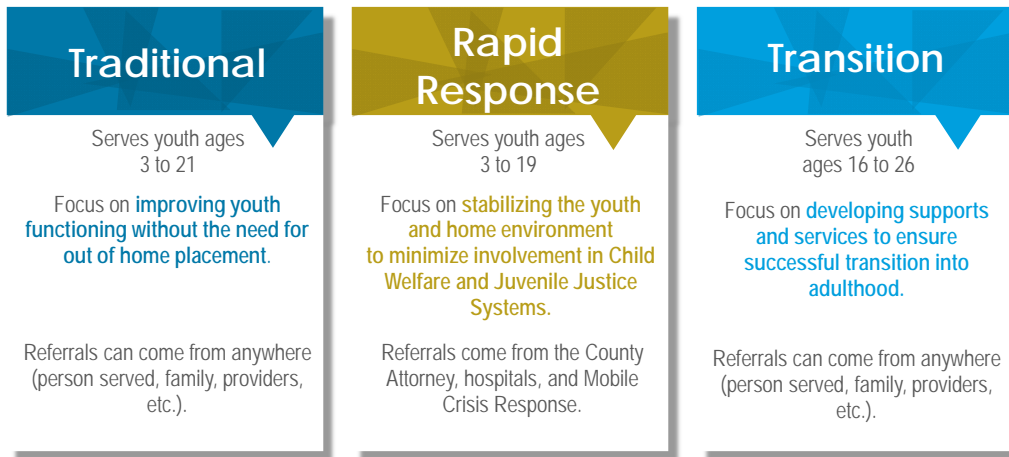 Traditional
Serves youth ages
3 to 21
Focus on improving youth
functioning without the need for
out of home placement.
Referrals can come from anywhere
(person served, family, providers,
etc.).
Rapid
Response
Serves youth ages
3 to 19
Focus on stabilizing the youth
and home environment
to minimize involvement in Child
Welfare and Juvenile Justice
Systems.
Referrals come from the County
Attorney, hospitals, and Mobile
Crisis Response.
Transition
Serves youth
ages 16 to 26
Focus on developing supports
and services to ensure
successful transition into
adulthood.
Referrals can come from anywhere
(person served, family, providers,
etc.).